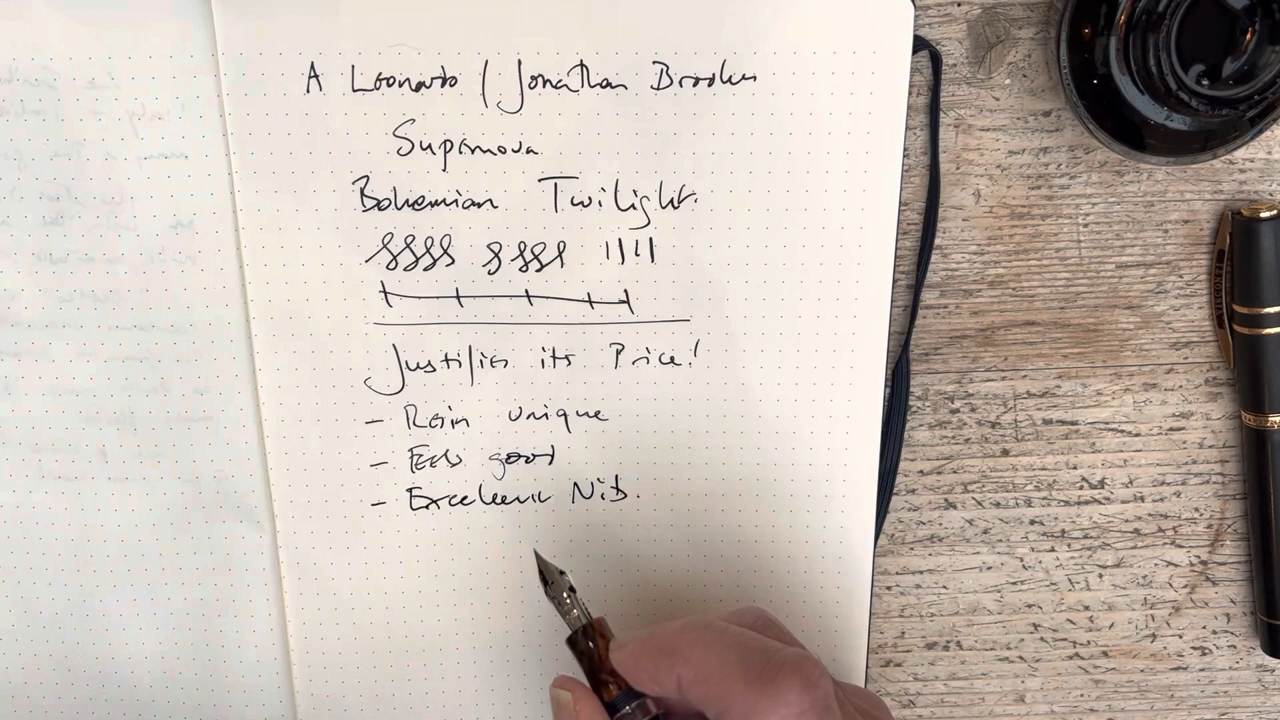 A Leonardo / Jonathan Brooks
Supernova
Bohemian Twilight.
Justifies its Price!
- Resin unique
- Feels good
- Excellent Nib.